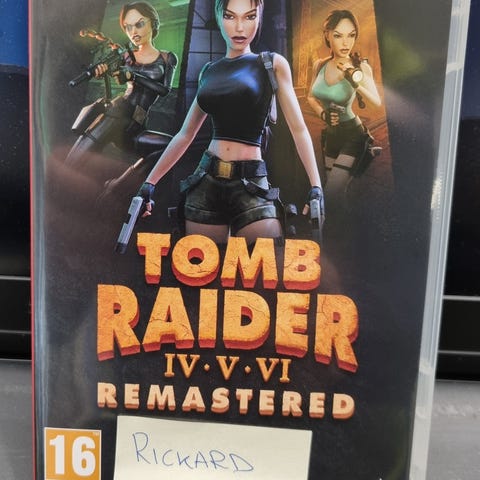 TOMB
RAIDER
IV·V·VI
REMASTERED
16
RICKARD